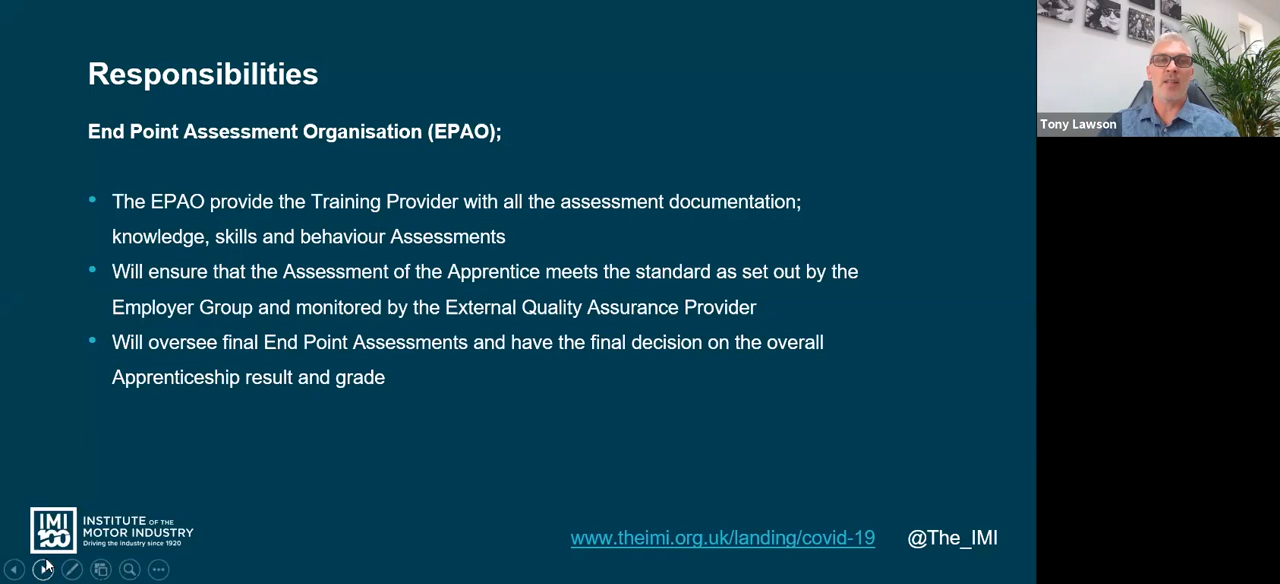 Responsibilities
End Point Assessment Organisation (EPAO);
The EPAO provide the Training Provider with all the assessment documentation;
knowledge, skills and behaviour Assessments
Will ensure that the Assessment of the Apprentice meets the standard as set out by the
Employer Group and monitored by the External Quality Assurance Provider
Will oversee final End Point Assessments and have the final decision on the overall
Apprenticeship result and grade
IMI
100
INSTITUTE OF THE
MOTOR INDUSTRY
Driving the industry since 1920
www.theimi.org.uk/landing/covid-19
@The_IMI
Tony Lawson